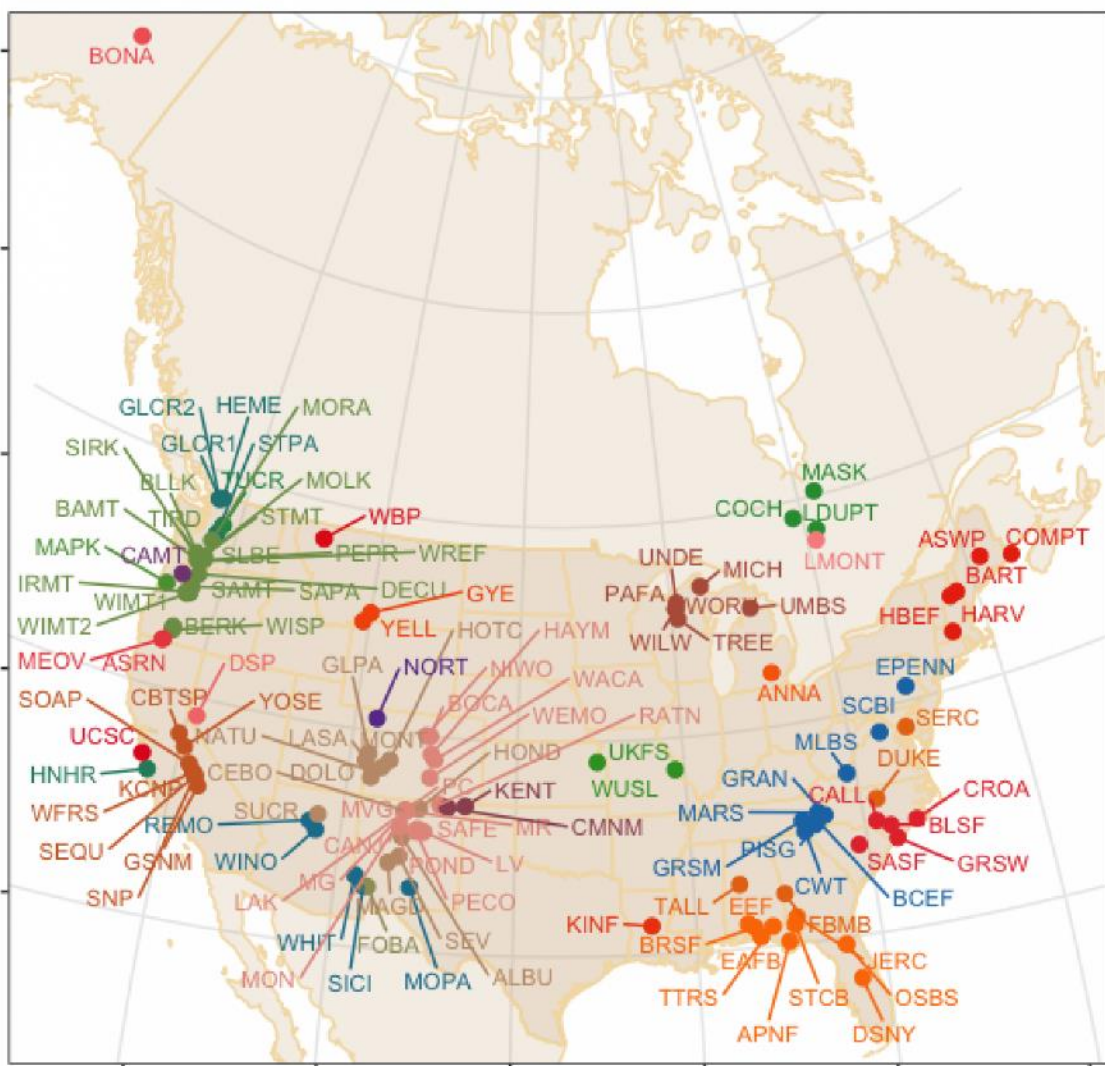 BONA
GLCR2
HEME
MORA
SIRK
GLCR1
STPA
BLLK
TUCR
MOLK
MASK
BAMT
TIPD
STMT
WBP
COCH
LDUPT
MAPK
CAMT
SLBE
PEPR
WREF
LMONT
ASWP
COMPT
UNDE
MICH
BART
IRMT
WIMT1
SAMT
SAPA
DECU
GYE
PAFA
WORK
UMBS
HBEF
HARV
WIMT2
BERK
WISP
YELL
HOTC
HAYM
WILW
TREE
MEOV
ASRN
DSP
GLPA
NORT
NIWO
WACA
ANNA
EPENN
SOAP
CBTSP
YOSE
BOCA
WEMO
RATN
SCBI
SERC
UCSC
NATU
LASA
MONT
HOND
UKFS
MLBS
DUKE
HNHR
KCNP
CEBO
DOLO
PC
KENT
WUSL
GRAN
CALL
CROA
WFRS
SUCR
MVG
MARS
REMO
SAFE
MR
CMNM
BLSF
SEQU
GSNM
WINO
CANJ
POND
LV
GRSM
PISG
SASF
GRSW
SNP
LAK
MG
MAGD
PECO
TALL
EEF
CWT
BCEF
WHIT
FOBA
SEV
KINF
BRSF
FBMB
MON
SICI
MOPA
ALBU
EAFB
JERC
TTRS
STCB
OSBS
APNF
DSNY